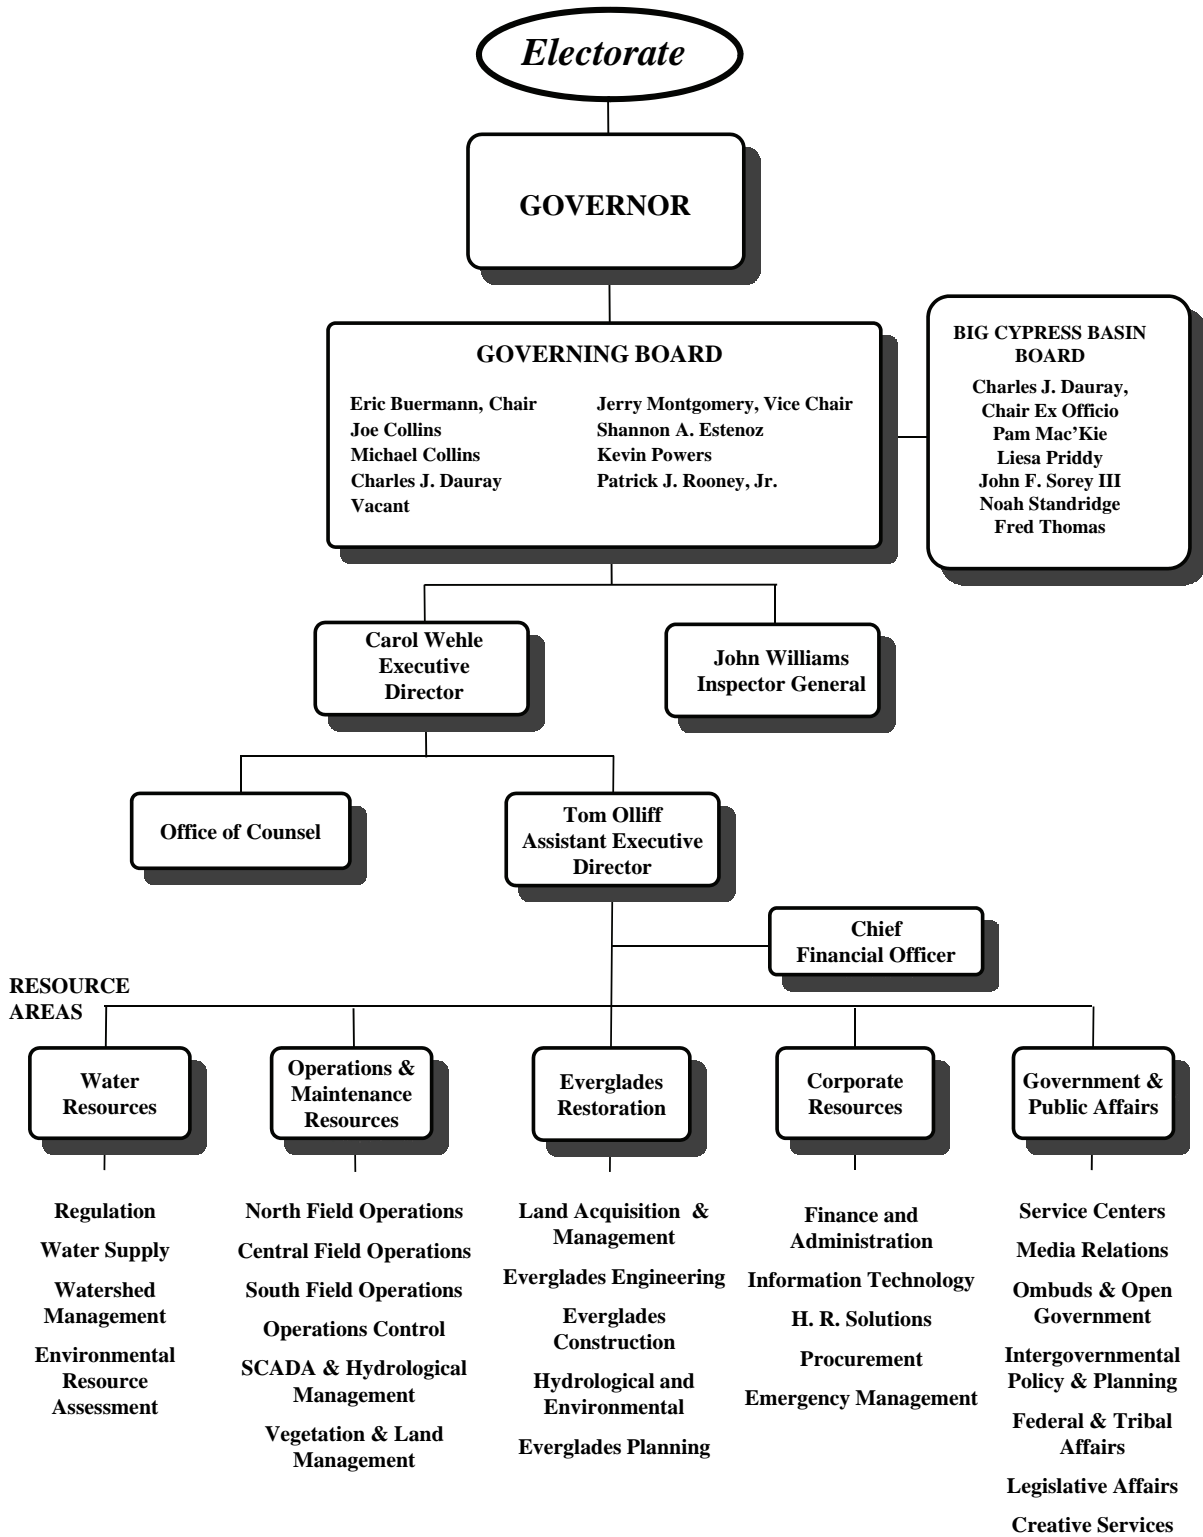 Electorate
GOVERNOR
GOVERNING BOARD
Eric Buermann, Chair
Joe Collins
Michael Collins
Charles J. Dauray
Vacant
Jerry Montgomery, Vice Chair
Shannon A. Estenoz
Kevin Powers
Patrick J. Rooney, Jr.
BIG CYPRESS BASIN
BOARD
Charles J. Dauray,
Chair Ex Officio
Pam Mac’Kie
Liesa Priddy
John F. Sorey III
Noah Standridge
Fred Thomas
Carol Wehle
Executive
Director
John Williams
Inspector General
Office of Counsel
Tom Olliff
Assistant Executive
Director
Chief
Financial Officer
RESOURCE
AREAS
Water
Resources
Operations &
Maintenance
Resources
Everglades
Restoration
Corporate
Resources
Government &
Public Affairs
Regulation
Water Supply
Watershed
Management
Environmental
Resource
Assessment
North Field Operations
Central Field Operations
South Field Operations
Operations Control
SCADA & Hydrological
Management
Vegetation & Land
Management
Land Acquisition &
Management
Everglades Engineering
Everglades
Construction
Hydrological and
Environmental
Everglades Planning
Finance and
Administration
Information Technology
H. R. Solutions
Procurement
Emergency Management
Service Centers
Media Relations
Ombuds & Open
Government
Intergovernmental
Policy & Planning
Federal & Tribal
Affairs
Legislative Affairs
Creative Services